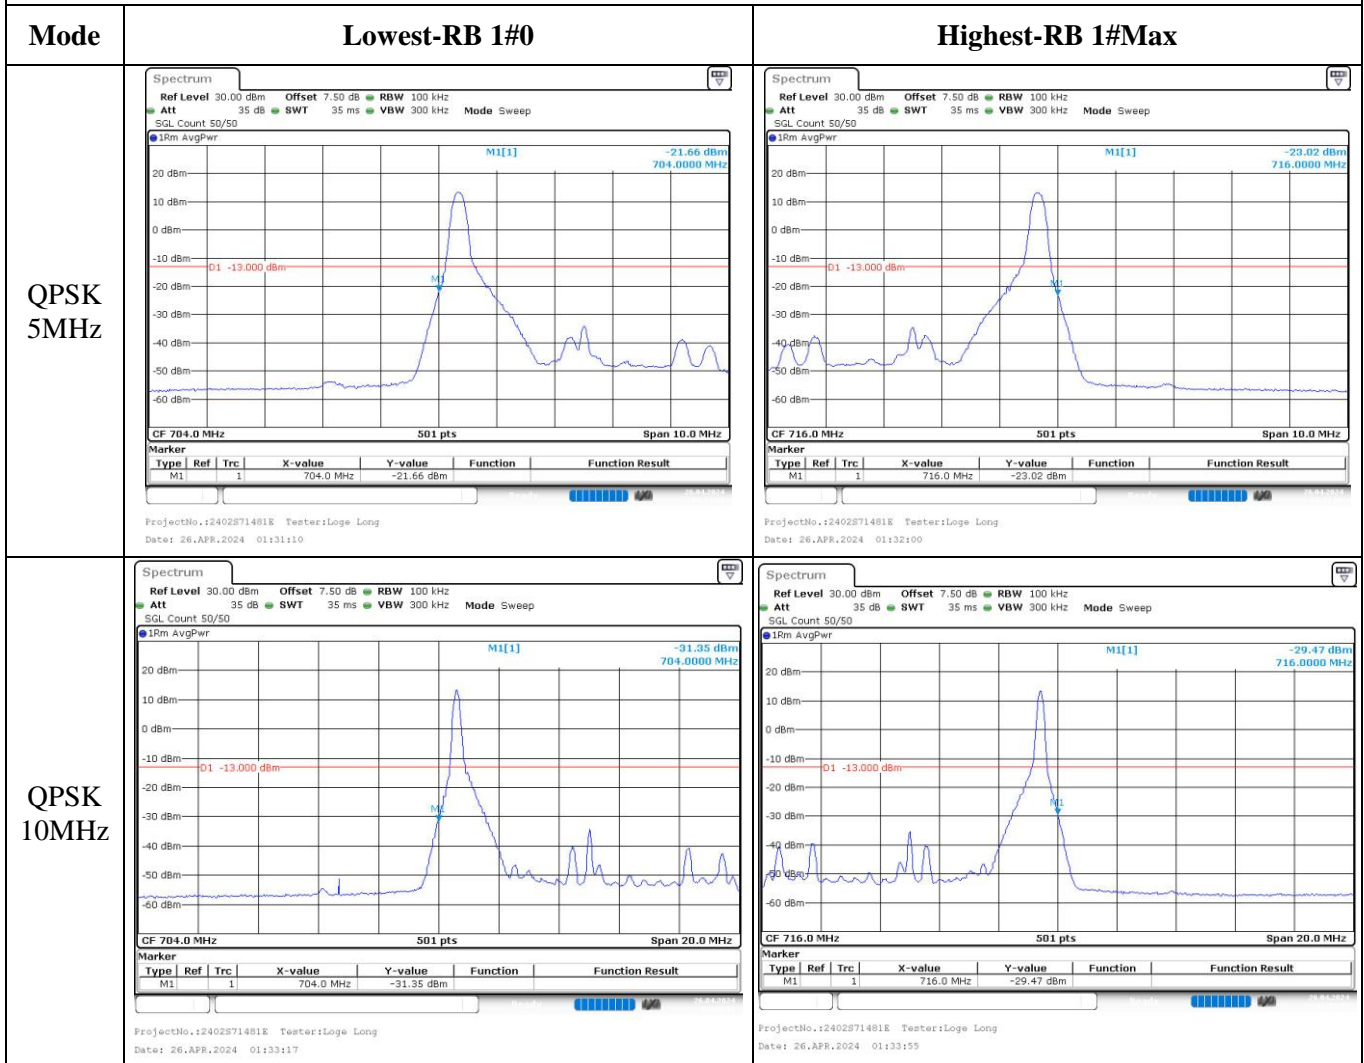 Mode Lowest-RB 1#0 Highest-RB 1#Max
QPSK
5MHz
Spectrum
Ref Level 30.00 dBm Offset 7.50 dB RBW 100 kHz
Att 35 dB SWT 35 ms VBW 300 kHz Mode Sweep
SGL Count 50/50
1Rm AvgPwr
M1[1] -21.66 dBm
704.0000 MHz
20 dBm
10 dBm
0 dBm
-10 dBm
D1 -13.000 dBm
M1
-20 dBm
-30 dBm
-40 dBm
-50 dBm
-60 dBm
CF 704.0 MHz 501 pts Span 10.0 MHz
Marker
Type Ref Trc X-value Y-value Function Function Result
M1 1 704.0 MHz -21.66 dBm
ProjectNo.:2402S71481E Tester:Loge Long
Date: 26.APR.2024 01:31:10
Spectrum
Ref Level 30.00 dBm Offset 7.50 dB RBW 100 kHz
Att 35 dB SWT 35 ms VBW 300 kHz Mode Sweep
SGL Count 50/50
1Rm AvgPwr
M1[1] -23.02 dBm
716.0000 MHz
20 dBm
10 dBm
0 dBm
-10 dBm
D1 -13.000 dBm
M1
-20 dBm
-30 dBm
-40 dBm
-50 dBm
-60 dBm
CF 716.0 MHz 501 pts Span 10.0 MHz
Marker
Type Ref Trc X-value Y-value Function Function Result
M1 1 716.0 MHz -23.02 dBm
ProjectNo.:2402S71481E Tester:Loge Long
Date: 26.APR.2024 01:32:00
QPSK
10MHz
Spectrum
Ref Level 30.00 dBm Offset 7.50 dB RBW 100 kHz
Att 35 dB SWT 35 ms VBW 300 kHz Mode Sweep
SGL Count 50/50
1Rm AvgPwr
M1[1] -31.35 dBm
704.0000 MHz
20 dBm
10 dBm
0 dBm
-10 dBm
D1 -13.000 dBm
-20 dBm
M1
-30 dBm
-40 dBm
-50 dBm
-60 dBm
CF 704.0 MHz 501 pts Span 20.0 MHz
Marker
Type Ref Trc X-value Y-value Function Function Result
M1 1 704.0 MHz -31.35 dBm
ProjectNo.:2402S71481E Tester:Loge Long
Date: 26.APR.2024 01:33:17
Spectrum
Ref Level 30.00 dBm Offset 7.50 dB RBW 100 kHz
Att 35 dB SWT 35 ms VBW 300 kHz Mode Sweep
SGL Count 50/50
1Rm AvgPwr
M1[1] -29.47 dBm
716.0000 MHz
20 dBm
10 dBm
0 dBm
-10 dBm
D1 -13.000 dBm
-20 dBm
M1
-30 dBm
-40 dBm
-50 dBm
-60 dBm
CF 716.0 MHz 501 pts Span 20.0 MHz
Marker
Type Ref Trc X-value Y-value Function Function Result
M1 1 716.0 MHz -29.47 dBm
ProjectNo.:2402S71481E Tester:Loge Long
Date: 26.APR.2024 01:33:55